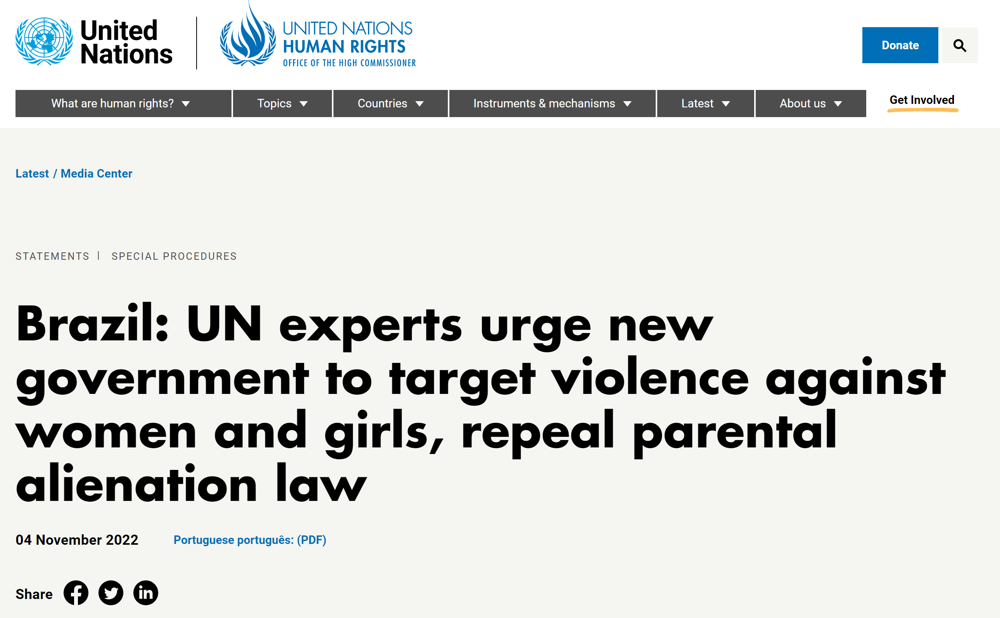 United
Nations
UNITED NATIONS
HUMAN RIGHTS
OFFICE OF THE HIGH COMMISSIONER
Donate
What are human rights? Topics Countries Instruments & mechanisms Latest About us Get Involved
Latest / Media Center
STATEMENTS | SPECIAL PROCEDURES
Brazil: UN experts urge new
government to target violence against
women and girls, repeal parental
alienation law
04 November 2022 Portuguese português: (PDF)
Share